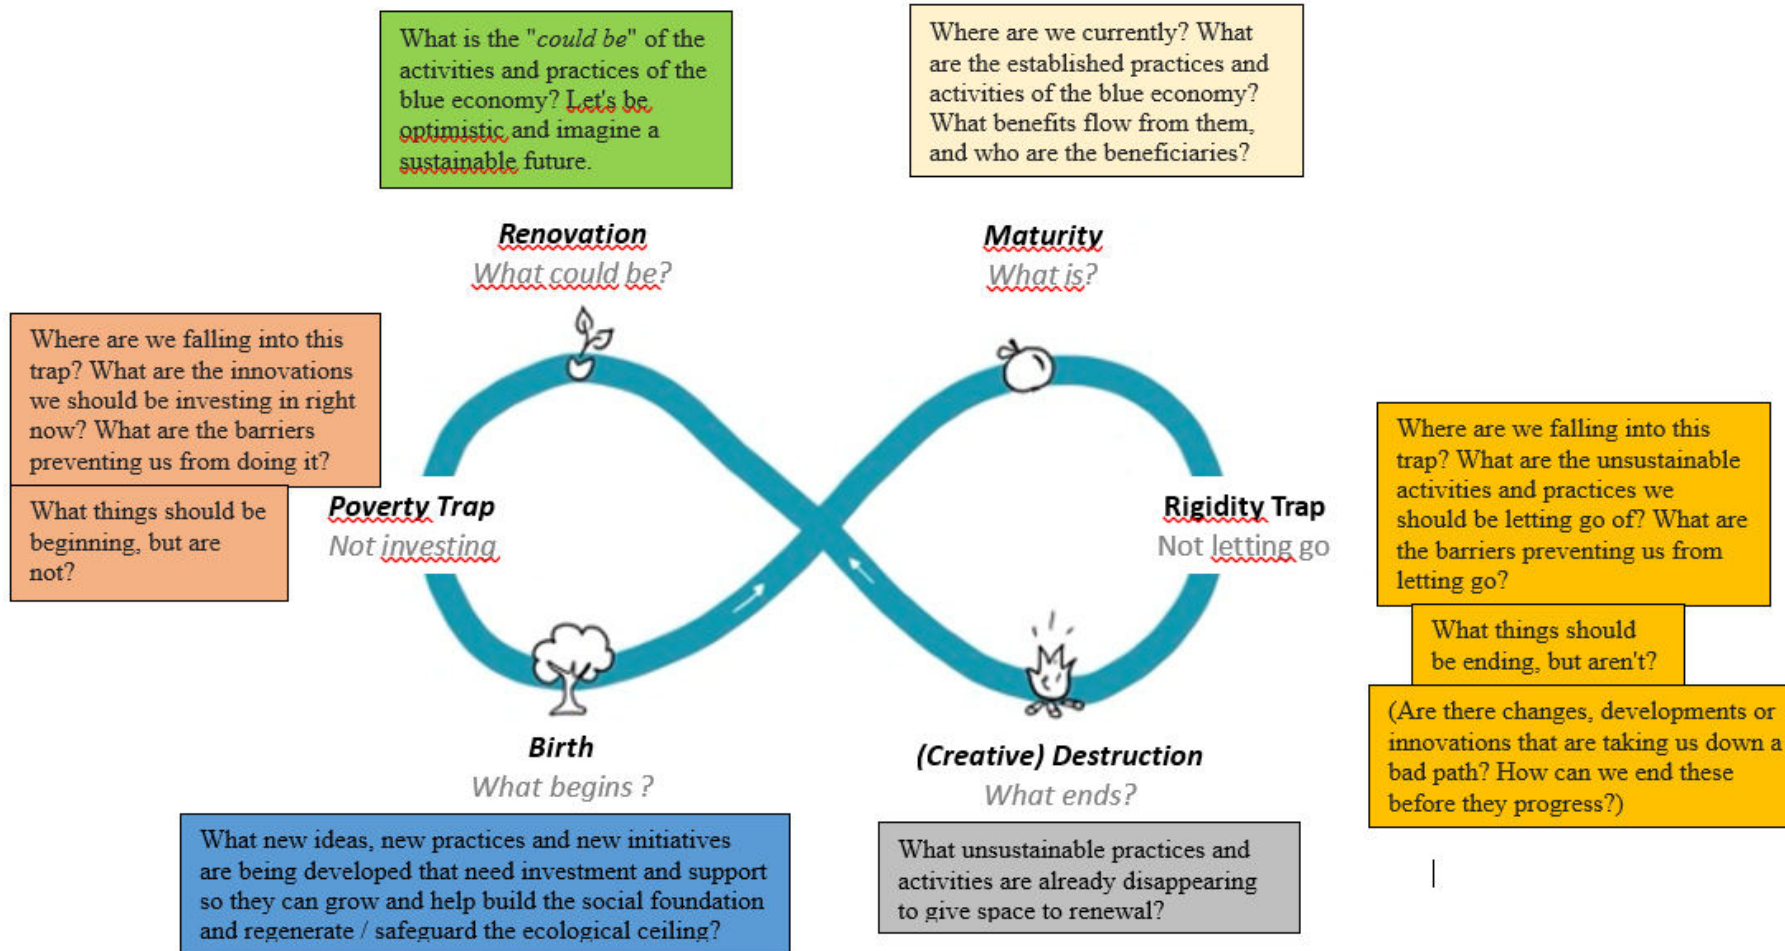 What is the "could be" of the
activities and practices of the
blue economy? Let's be
optimistic and imagine a
sustainable future.
Where are we currently? What
are the established practices and
activities of the blue economy?
What benefits flow from them,
and who are the beneficiaries?
Renovation
What could be?
Maturity
What is?
Where are we falling into this
trap? What are the innovations
we should be investing in right
now? What are the barriers
preventing us from doing it?
What things should be
beginning, but are
not?
Poverty Trap
Not investing
Rigidity Trap
Not letting go
Where are we falling into this
trap? What are the unsustainable
activities and practices we
should be letting go of? What are
the barriers preventing us from
letting go?
What things should
be ending, but aren't?
(Are there changes, developments or
innovations that are taking us down a
bad path? How can we end these
before they progress?)
Birth
What begins ?
(Creative) Destruction
What ends?
What new ideas, new practices and new initiatives
are being developed that need investment and support
so they can grow and help build the social foundation
and regenerate / safeguard the ecological ceiling?
What unsustainable practices and
activities are already disappearing
to give space to renewal?